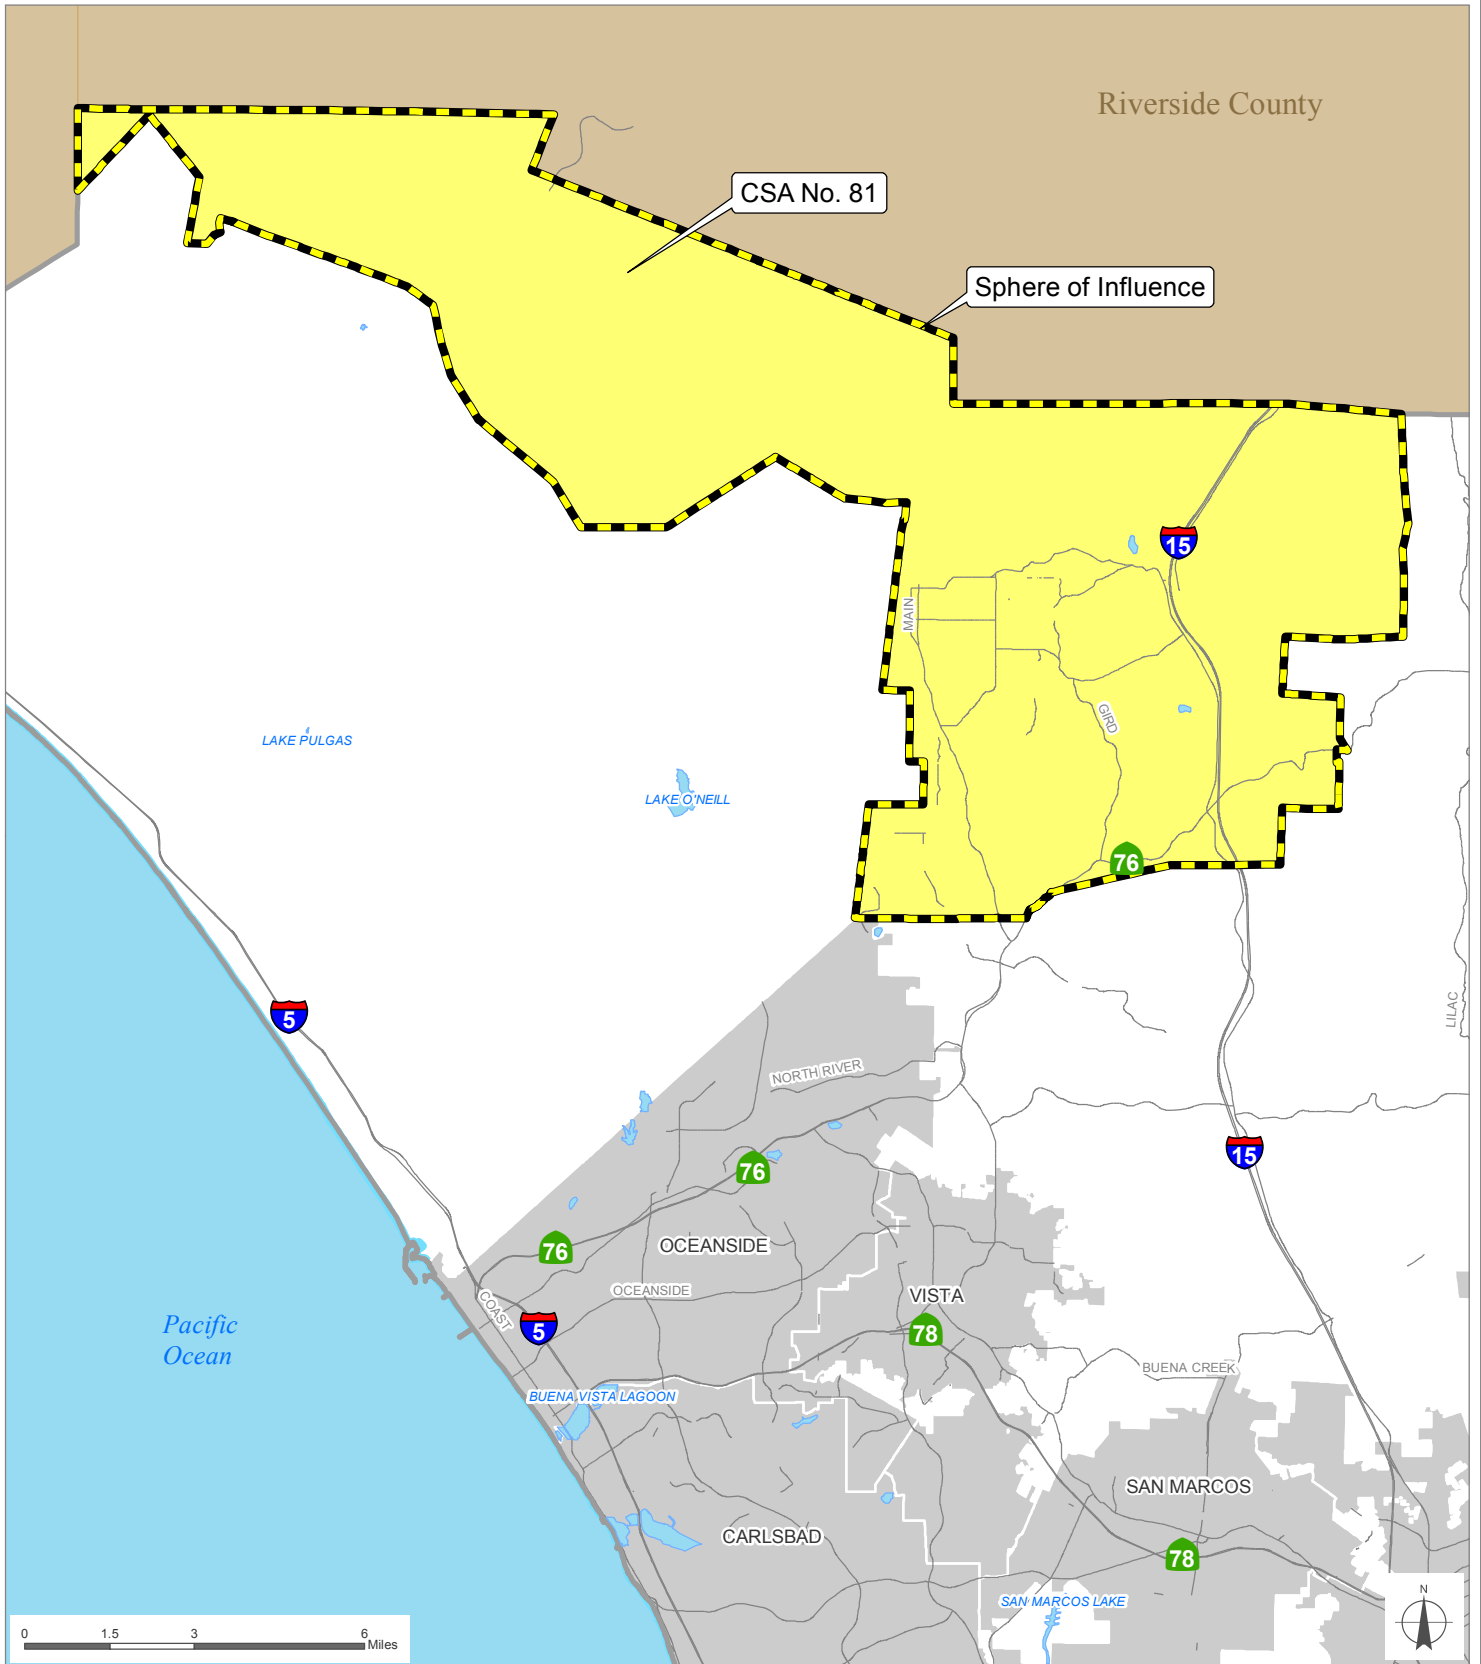 Riverside County
CSA No. 81
Sphere of Influence
15
MAIN
GIRD
LAKE PULGAS
LAKE O'NEILL
76
5
LILAC
NORTH RIVER
15
76
76
OCEANSIDE
OCEANSIDE
COAST
VISTA
5
78
Pacific
Ocean
BUENA CREEK
BUENA VISTA LAGOON
SAN MARCOS
CARLSBAD
78
SAN MARCOS LAKE
N
0 1.5 3 6
Miles